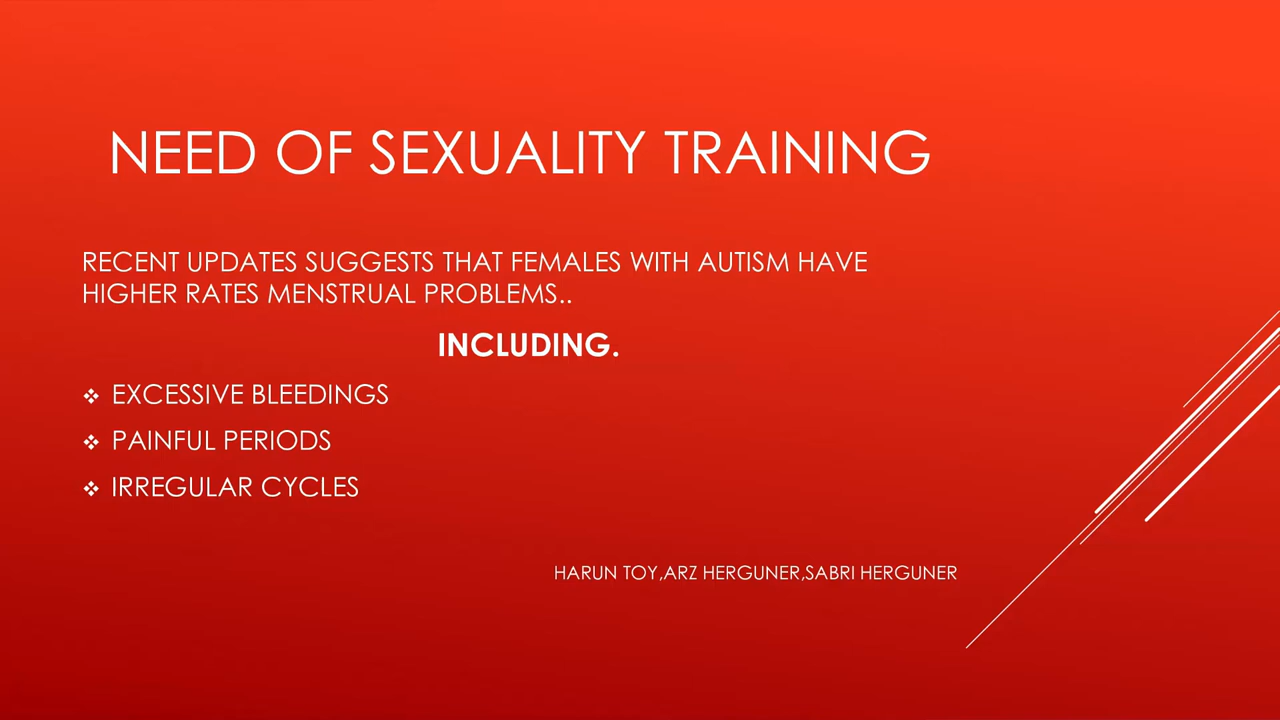 NEED OF SEXUALITY TRAINING
RECENT UPDATES SUGGESTS THAT FEMALES WITH AUTISM HAVE
HIGHER RATES MENSTRUAL PROBLEMS..
INCLUDING.
❖ EXCESSIVE BLEEDINGS
❖ PAINFUL PERIODS
❖ IRREGULAR CYCLES
HARUN TOY,ARZ HERGUNER,SABRI HERGUNER